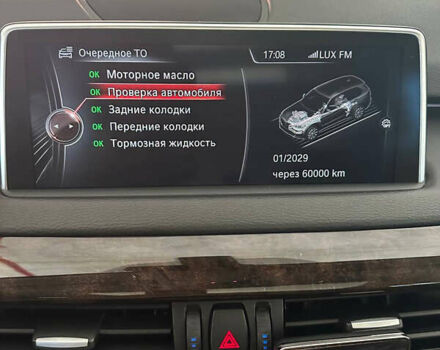 Очередное ТО
17:08
LUX FM
OK Моторное масло
OK Проверка автомобиля
OK Задние колодки
OK Передние колодки
OK Тормозная жидкость
01/2029
через 60000 km